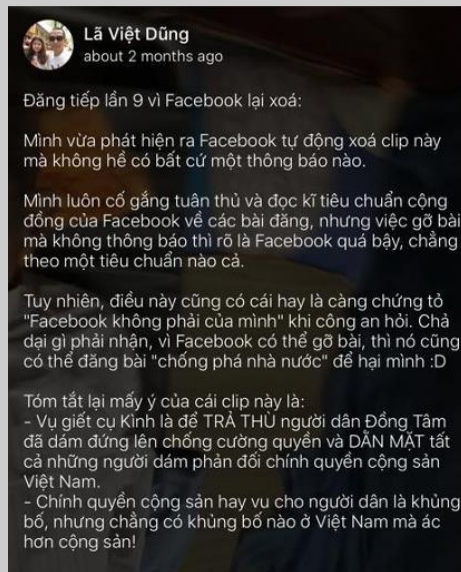 Lã Việt Dũng
about 2 months ago
Đăng tiếp lần 9 vì Facebook lại xoá:
Mình vừa phát hiện ra Facebook tự động xoá clip này
mà không hề có bất cứ một thông báo nào.
Mình luôn cố gắng tuân thủ và đọc kĩ tiêu chuẩn cộng
đồng của Facebook về các bài đăng, nhưng việc gỡ bài
mà không thông báo thì rõ là Facebook quá bậy, chẳng
theo một tiêu chuẩn nào cả.
Tuy nhiên, điều này cũng có cái hay là càng chứng tỏ
"Facebook không phải của mình" khi công an hỏi. Chả
dại gì phải nhận, vì Facebook có thể gỡ bài, thì nó cũng
có thể đăng bài "chống phá nhà nước" để hại mình :D
Tóm tắt lại mấy ý của cái clip này là:
- Vụ giết cụ Kình là để TRẢ THÙ người dân Đồng Tâm
đã dám đứng lên chống cường quyền và DẰN MẶT tất
cả những người dám phản đối chính quyền cộng sản
Việt Nam.
- Chính quyền cộng sản hay vu cho người dân là khủng
bố, nhưng chẳng có khủng bố nào ở Việt Nam mà ác
hơn cộng sản!